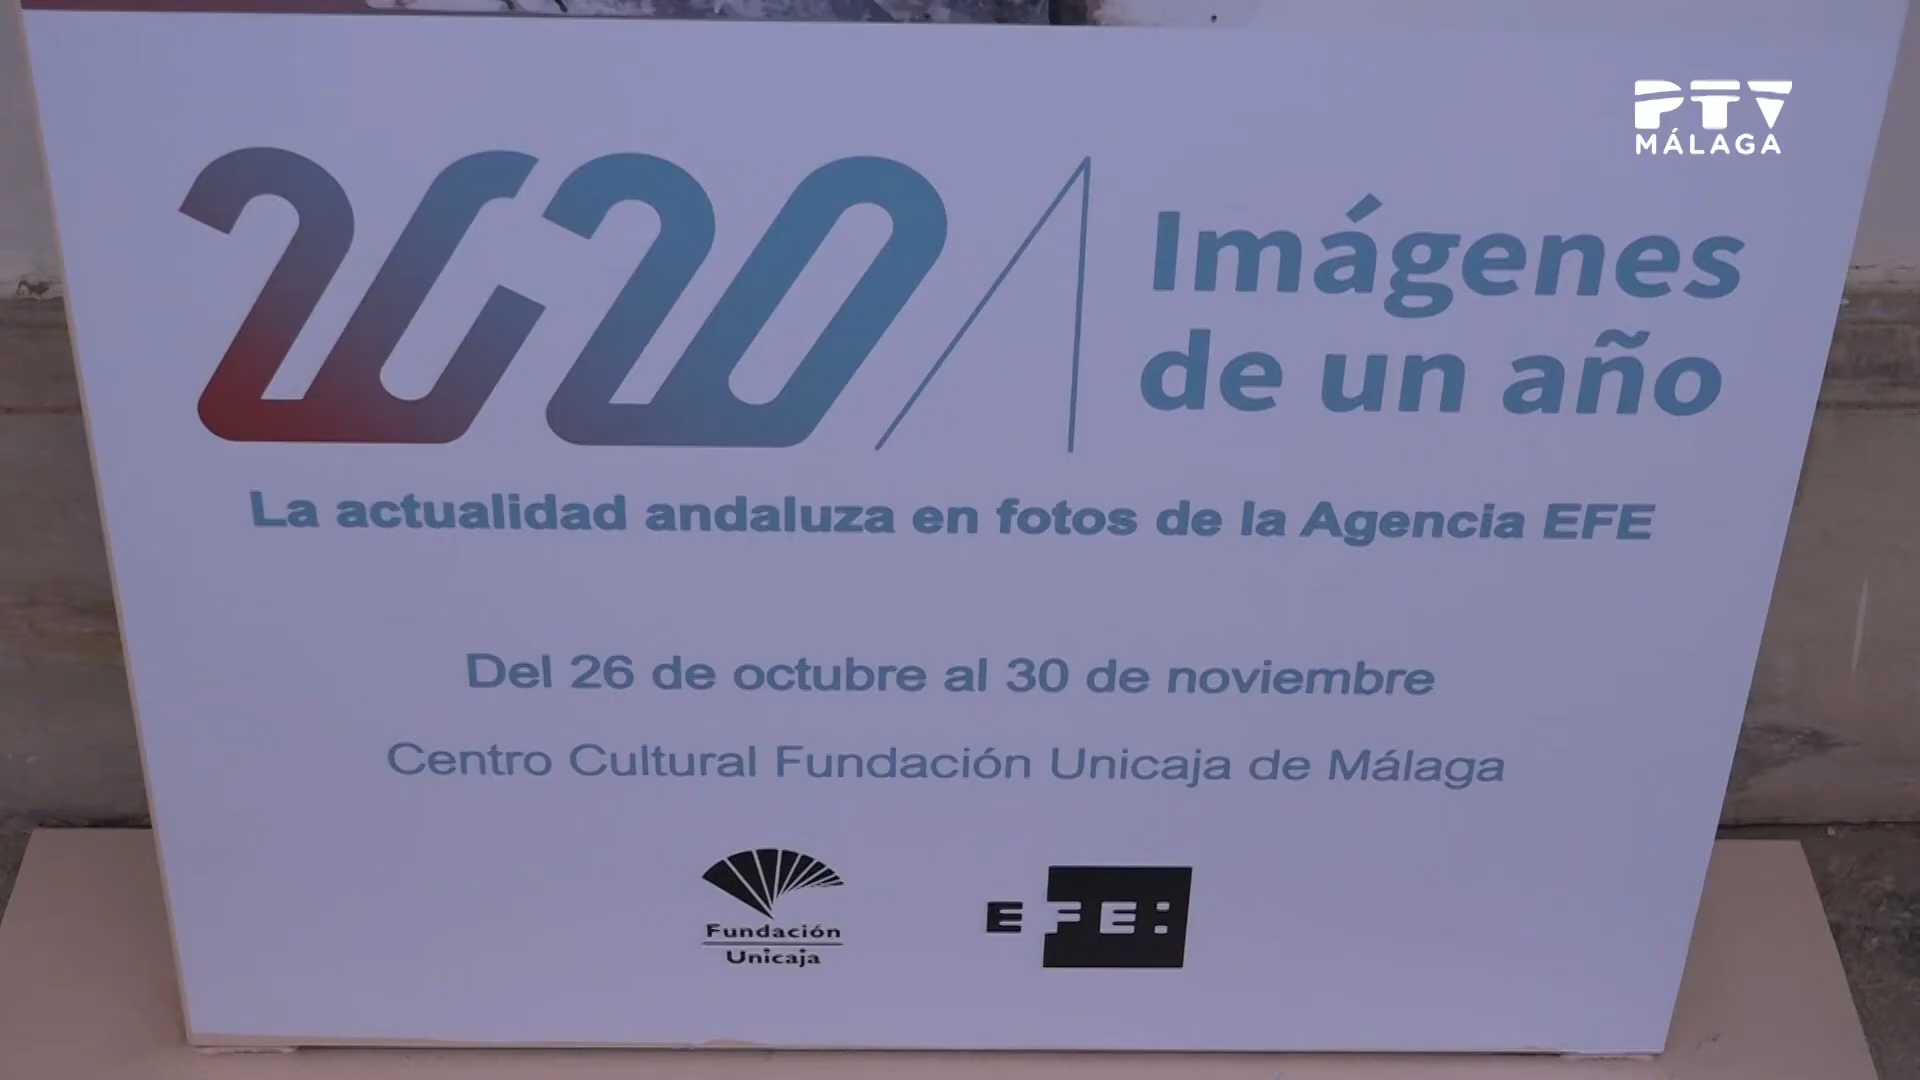 PTV
MÁLAGA
2020
Imágenes
de un año
La actualidad andaluza en fotos de la Agencia EFE
Del 26 de octubre al 30 de noviembre
Centro Cultural Fundación Unicaja de Málaga
Fundación
Unicaja
EFE: